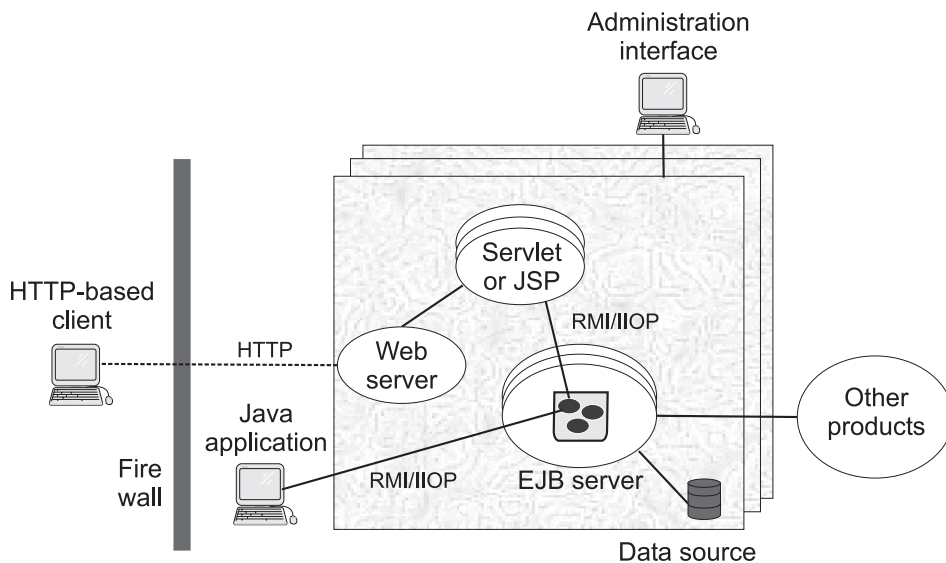 Administration
interface
Servlet
or JSP
HTTP-based
client
RMI/IIOP
HTTP
Web
server
Other
products
Java
application
Fire
wall
RMI/IIOP
EJB server
Data source